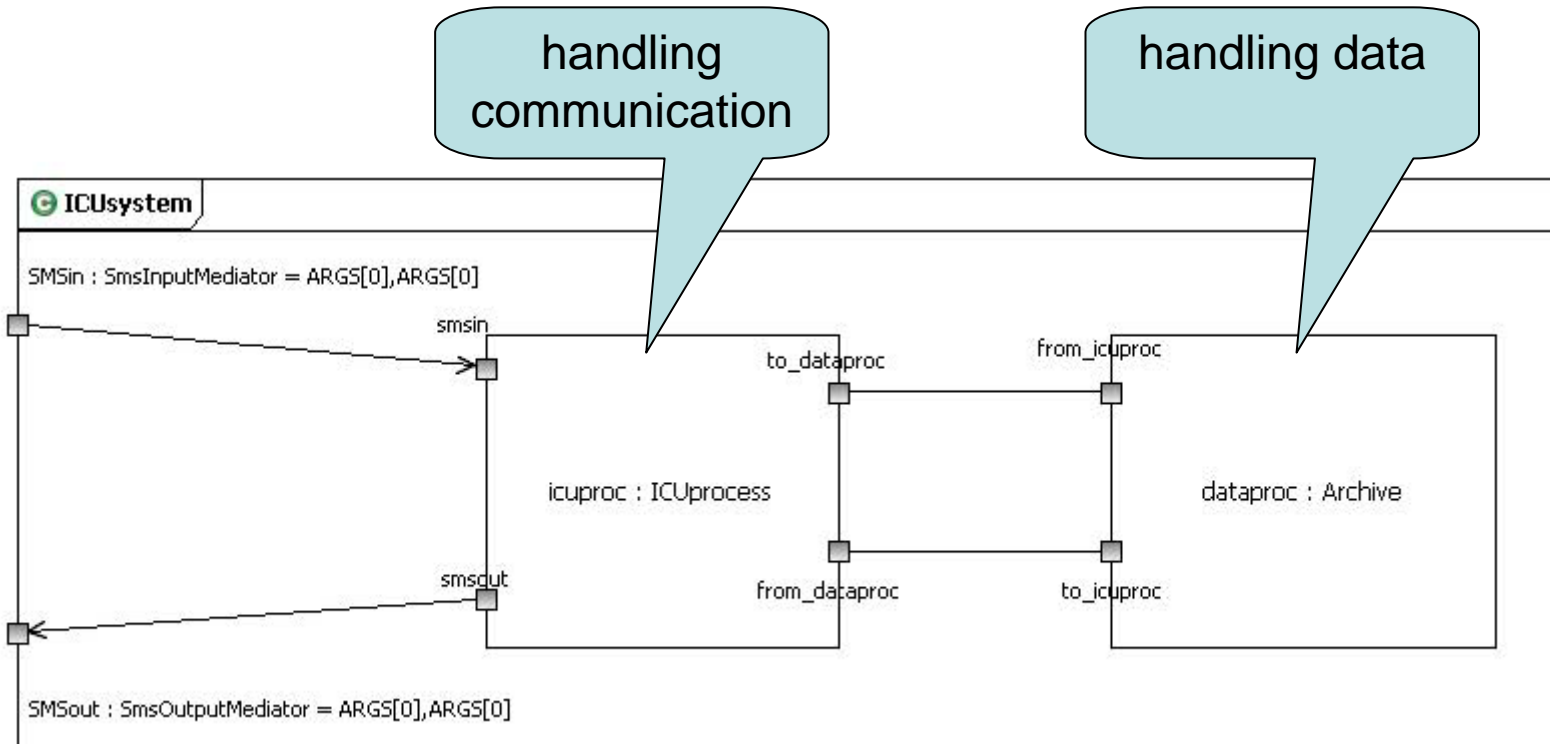 handling
communication
handling data
ICUsystem
SMSin : SmsInputMediator = ARGS[0],ARGS[0]
smsin
to_dataproc
from_icuproc
icuproc : ICUprocess
dataproc : Archive
smsout
from_dataproc
to_icuproc
SMSout : SmsOutputMediator = ARGS[0],ARGS[0]